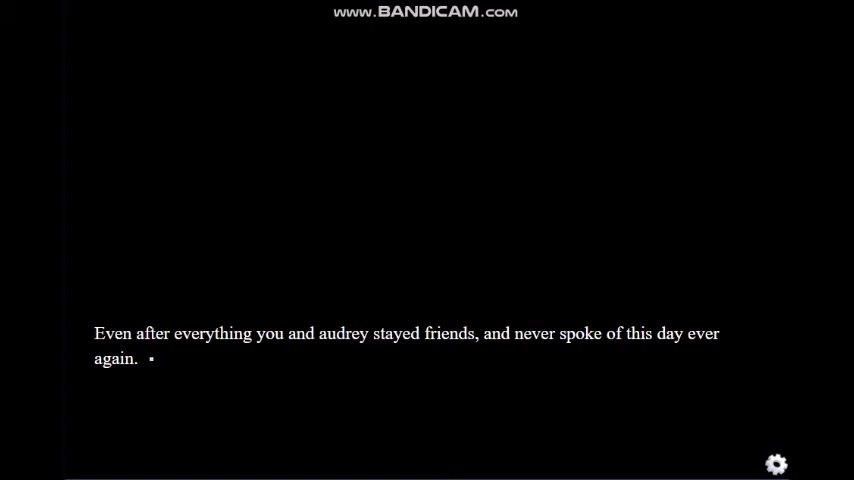 www.BANDICAM.com
Even after everything you and audrey stayed friends, and never spoke of this day ever
again.